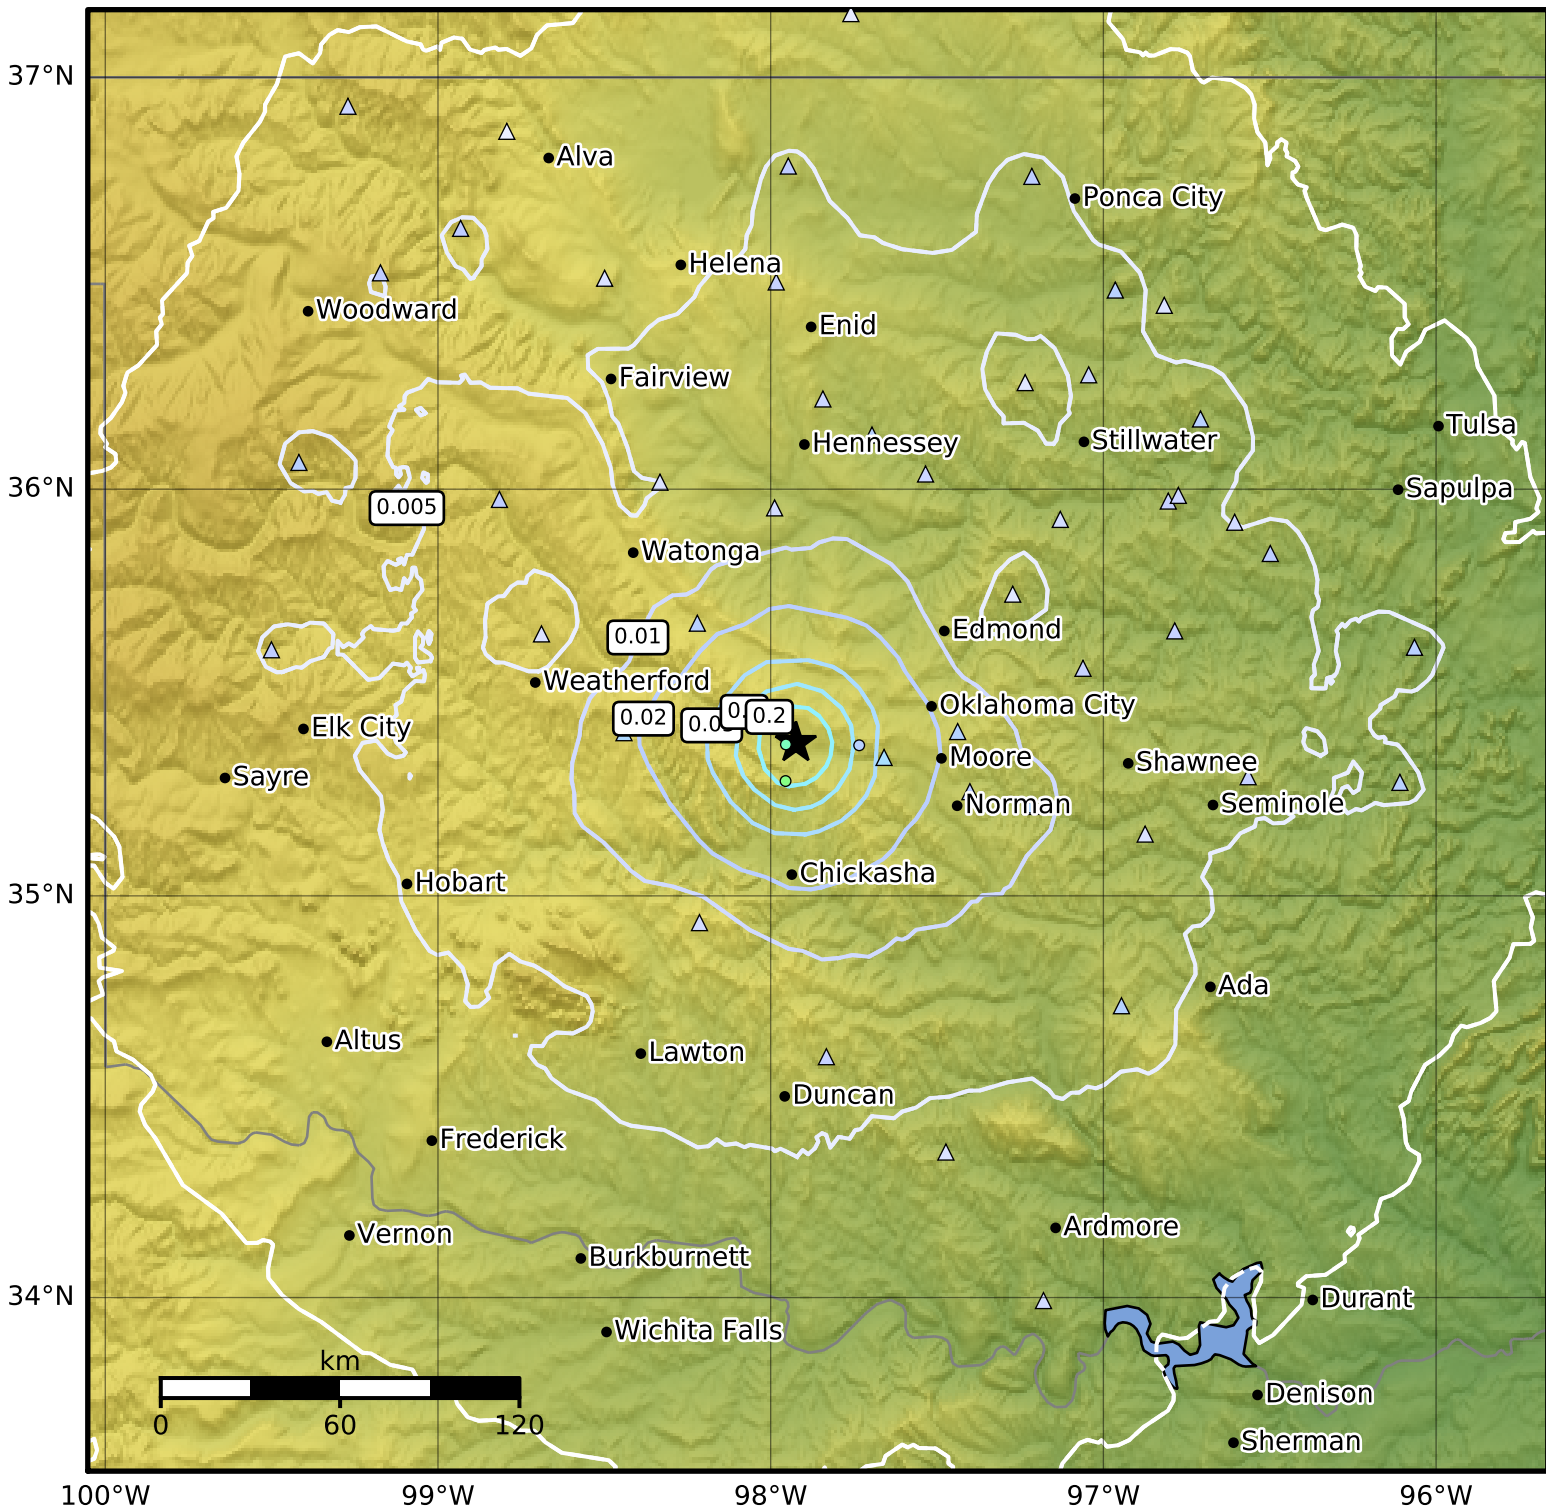 37°N
Alva
Ponca City
Helena
Woodward
Enid
Fairview
Tulsa
Hennessey
Stillwater
36°N
Sapulpa
0.005
Watonga
0.01
Edmond
Weatherford
Oklahoma City
0.02
0.2
Elk City
Moore
Shawnee
Sayre
Norman
Seminole
Chickasha
Hobart
35°N
Ada
Altus
Lawton
Duncan
Frederick
Ardmore
Vernon
Burkburnett
34°N
Durant
Wichita Falls
km
0 60 120
Denison
Sherman
100°W 99°W 98°W 97°W 96°W